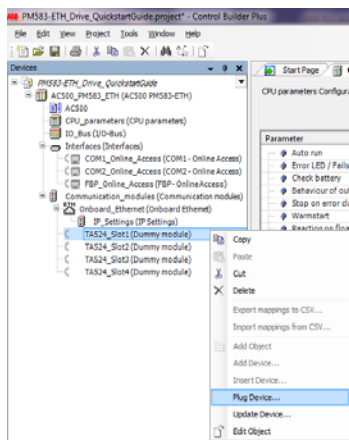 PM583-ETH_Drive_QuickstartGuide.project* - Control Builder Plus
File Edit View Project Tools Window Help
Devices
Start Page
PM583-ETH_Drive_QuickstartGuide
AC500_PM583_ETH (AC500 PM583-ETH)
CPU parameters Configura
AC500
CPU_parameters (CPU parameters)
IO_Bus (I/O-Bus)
Interfaces (Interfaces)
Parameter
COM1_Online_Access (COM1 - Online Access)
Auto run
COM2_Online_Access (COM2 - Online Access)
Error LED / Fails
FBP_Online_Access (FBP - Online Access)
Check battery
Communication_modules (Communication modules)
Behaviour of out
Onboard_Ethernet (Onboard Ethernet)
Stop on error cl
IP_Settings (IP Settings)
Warmstart
TA524_Slot1 (Dummy module)
Reaction on floa
TA524_Slot2 (Dummy module)
TA524_Slot3 (Dummy module)
TA524_Slot4 (Dummy module)
Copy
Paste
Cut
Delete
Export mappings to CSV...
Import mappings from CSV...
Add Object
Add Device...
Insert Device...
Plug Device...
Update Device...
Edit Object